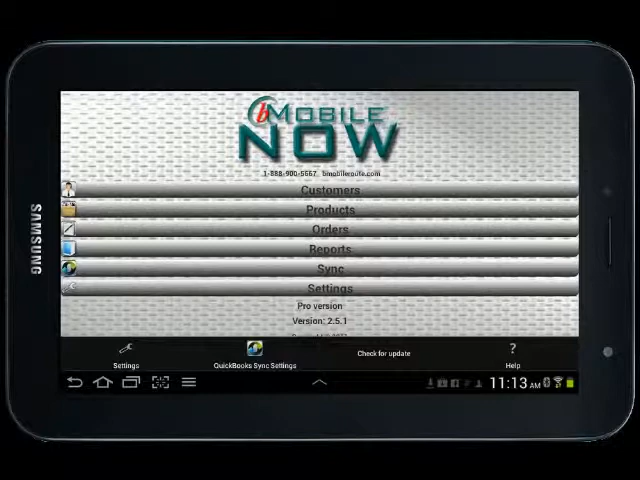 bMOBILE
NOW
1-888-900-5667 bmobileroute.com
Customers
Products
Orders
Reports
Sync
Settings
Pro version
Version: 2.5.1
Settings
QuickBooks Sync Settings
Check for update
?
Help
11:13 AM
SAMSUNG